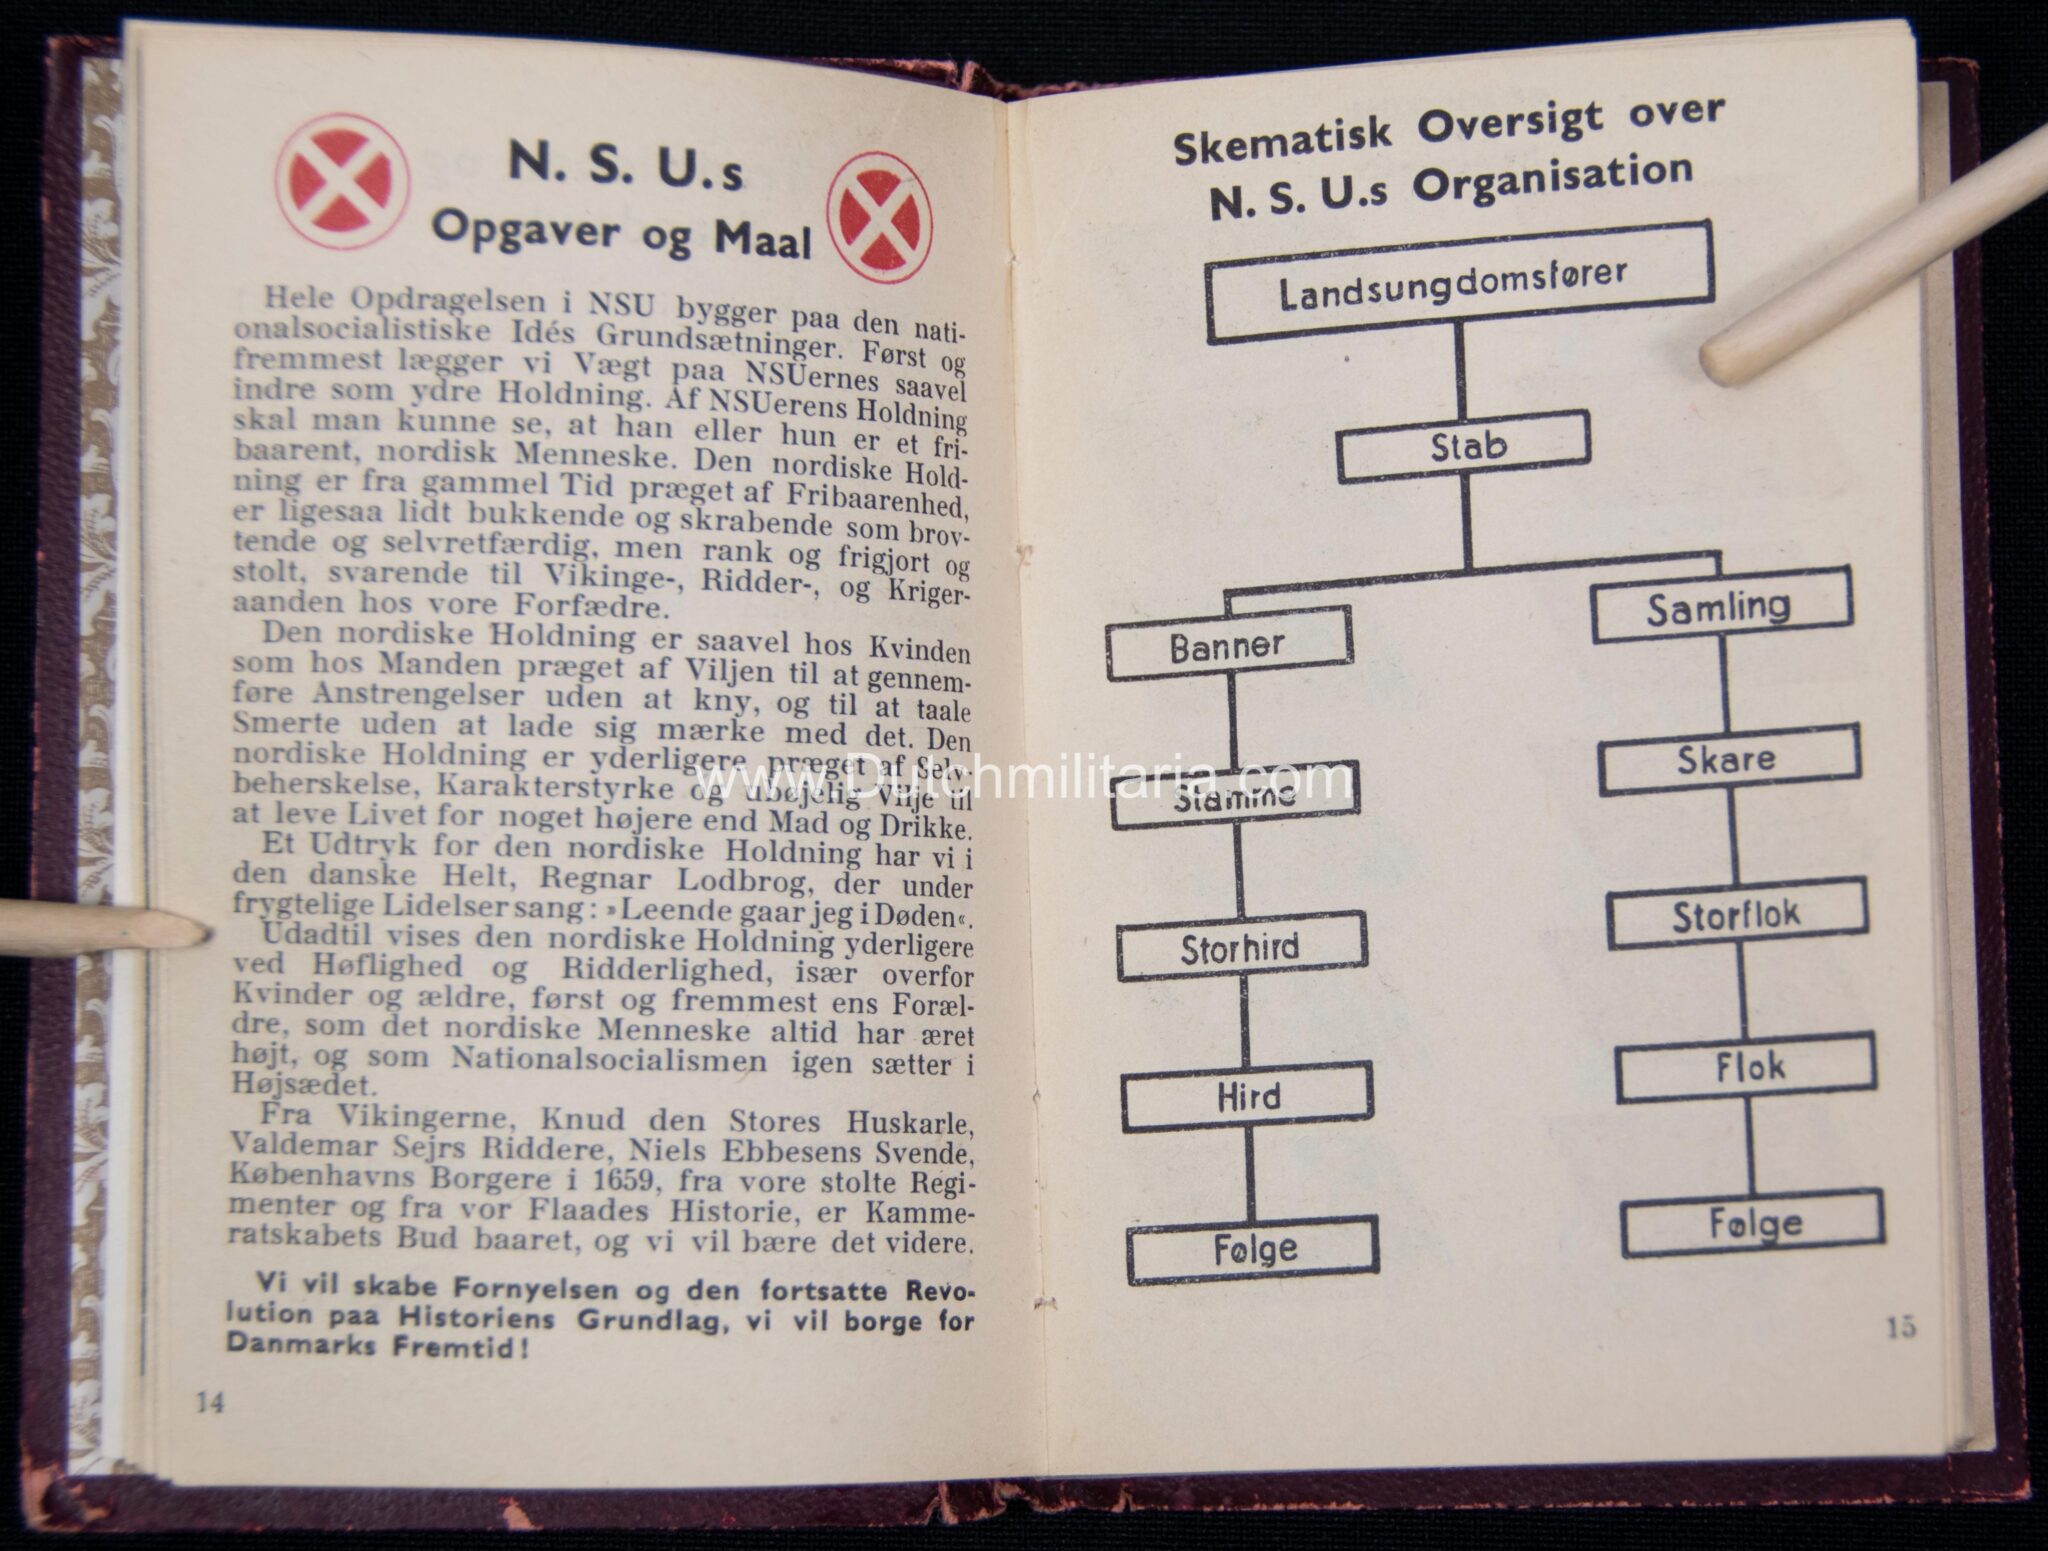 N. S. U.s
Opgaver og Maal
Hele Opdragelsen i NSU bygger paa den nati-
onalsocialistiske Idés Grundsætninger. Først og
fremmest lægger vi Vægt paa NSUernes saavel
indre som ydre Holdning. Af NSUerens Holdning
skal man kunne se, at han eller hun er et fri-
baarent, nordisk Menneske. Den nordiske Hold-
ning er fra gammel Tid præget af Fribaarenhed,
er ligesaa lidt bukkende og skrabende som brov-
tende og selvretfærdig, men rank og frigjort og
stolt, svarende til Vikinge-, Ridder-, og Kriger-
aanden hos vore Forfædre.
Den nordiske Holdning er saavel hos Kvinden
som hos Manden præget af Viljen til at gennem-
føre Anstrengelser uden at kny, og til at taale
Smerte uden at lade sig mærke med det. Den
nordiske Holdning er yderligere præget af Selv-
beherskelse, Karakterstyrke og ubøjelig Vilje til
at leve Livet for noget højere end Mad og Drikke.
Et Udtryk for den nordiske Holdning har vi i
den danske Helt, Regnar Lodbrog, der under
frygtelige Lidelser sang: »Leende gaar jeg i Døden«.
Udadtil vises den nordiske Holdning yderligere
ved Høflighed og Ridderlighed, især overfor
Kvinder og ældre, først og fremmest ens Foræl-
dre, som det nordiske Menneske altid har æret
højt, og som Nationalsocialismen igen sætter i
Højsædet.
Fra Vikingerne, Knud den Stores Huskarle,
Valdemar Sejrs Riddere, Niels Ebbesens Svende,
Københavns Borgere i 1659, fra vore stolte Regi-
menter og fra vor Flaades Historie, er Kamme-
ratskabets Bud baaret, og vi vil bære det videre.
Vi vil skabe Fornyelsen og den fortsatte Revo-
lution paa Historiens Grundlag, vi vil borge for
Danmarks Fremtid!
14
Skematisk Oversigt over
N. S. U.s Organisation
Landsungdomsfører
Stab
Banner
Stamme
Storhird
Hird
Følge
Samling
Skare
Storflok
Flok
Følge
15
www.Dutchmilitaria.com